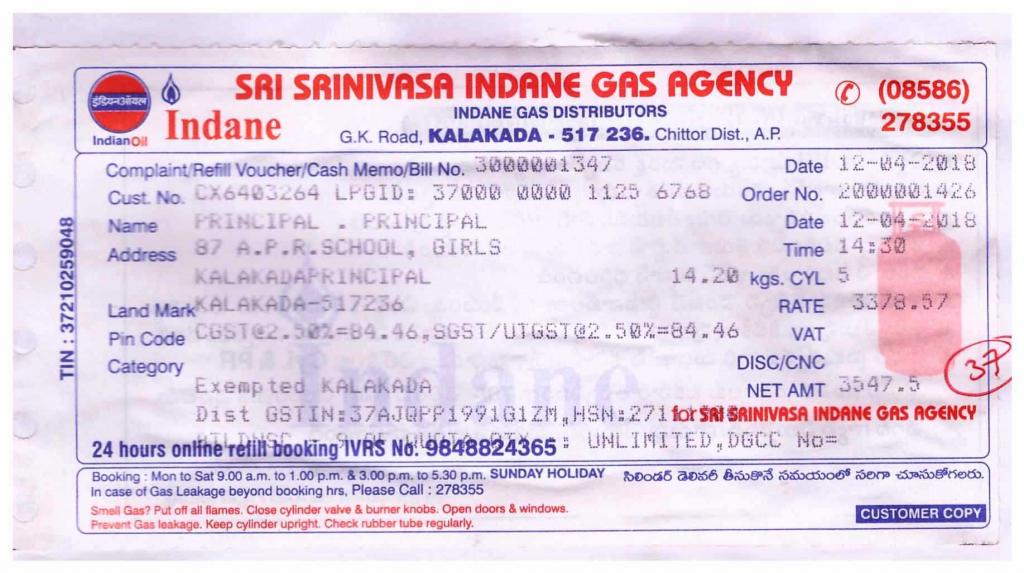 SRI SRINIVASA INDANE GAS AGENCY
इंडियनऑयल
IndianOil
Indane
INDANE GAS DISTRIBUTORS
G.K. Road, KALAKADA - 517 236. Chittor Dist., A.P.
(08586)
278355
Complaint/Refill Voucher/Cash Memo/Bill No. 3000001347 Date 12-04-2018
Cust. No. CX6403264 LPGID: 37000 0000 1125 6768 Order No. 2000001426
Name PRINCIPAL . PRINCIPAL Date 12-04-2018
Address 87 A.P.R.SCHOOL, GIRLS Time 14:30
KALAKADAPRINCIPAL 14.20 kgs. CYL 5
Land Mark KALAKADA-517236 RATE 3378.57
Pin Code CGST@2.50%=84.46,SGST/UTGST@2.50%=84.46 VAT
Category DISC/CNC
Exempted KALAKADA NET AMT 3547.5
37
Dist GSTIN:37AJQPP1991G1ZM,HSN:2711 for SRI SRINIVASA INDANE GAS AGENCY
UNLIMITED,DGCC No=
24 hours online refill booking IVRS No. 9848824365
TIN : 37210259048
Indane
Booking : Mon to Sat 9.00 a.m. to 1.00 p.m. & 3.00 p.m. to 5.30 p.m. SUNDAY HOLIDAY సిలిండర్ డెలివరీ తీసుకొనే సమయంలో సరిగా చూసుకోగలరు.
In case of Gas Leakage beyond booking hrs, Please Call : 278355
Smell Gas? Put off all flames. Close cylinder valve & burner knobs. Open doors & windows.
Prevent Gas leakage. Keep cylinder upright. Check rubber tube regularly.
CUSTOMER COPY